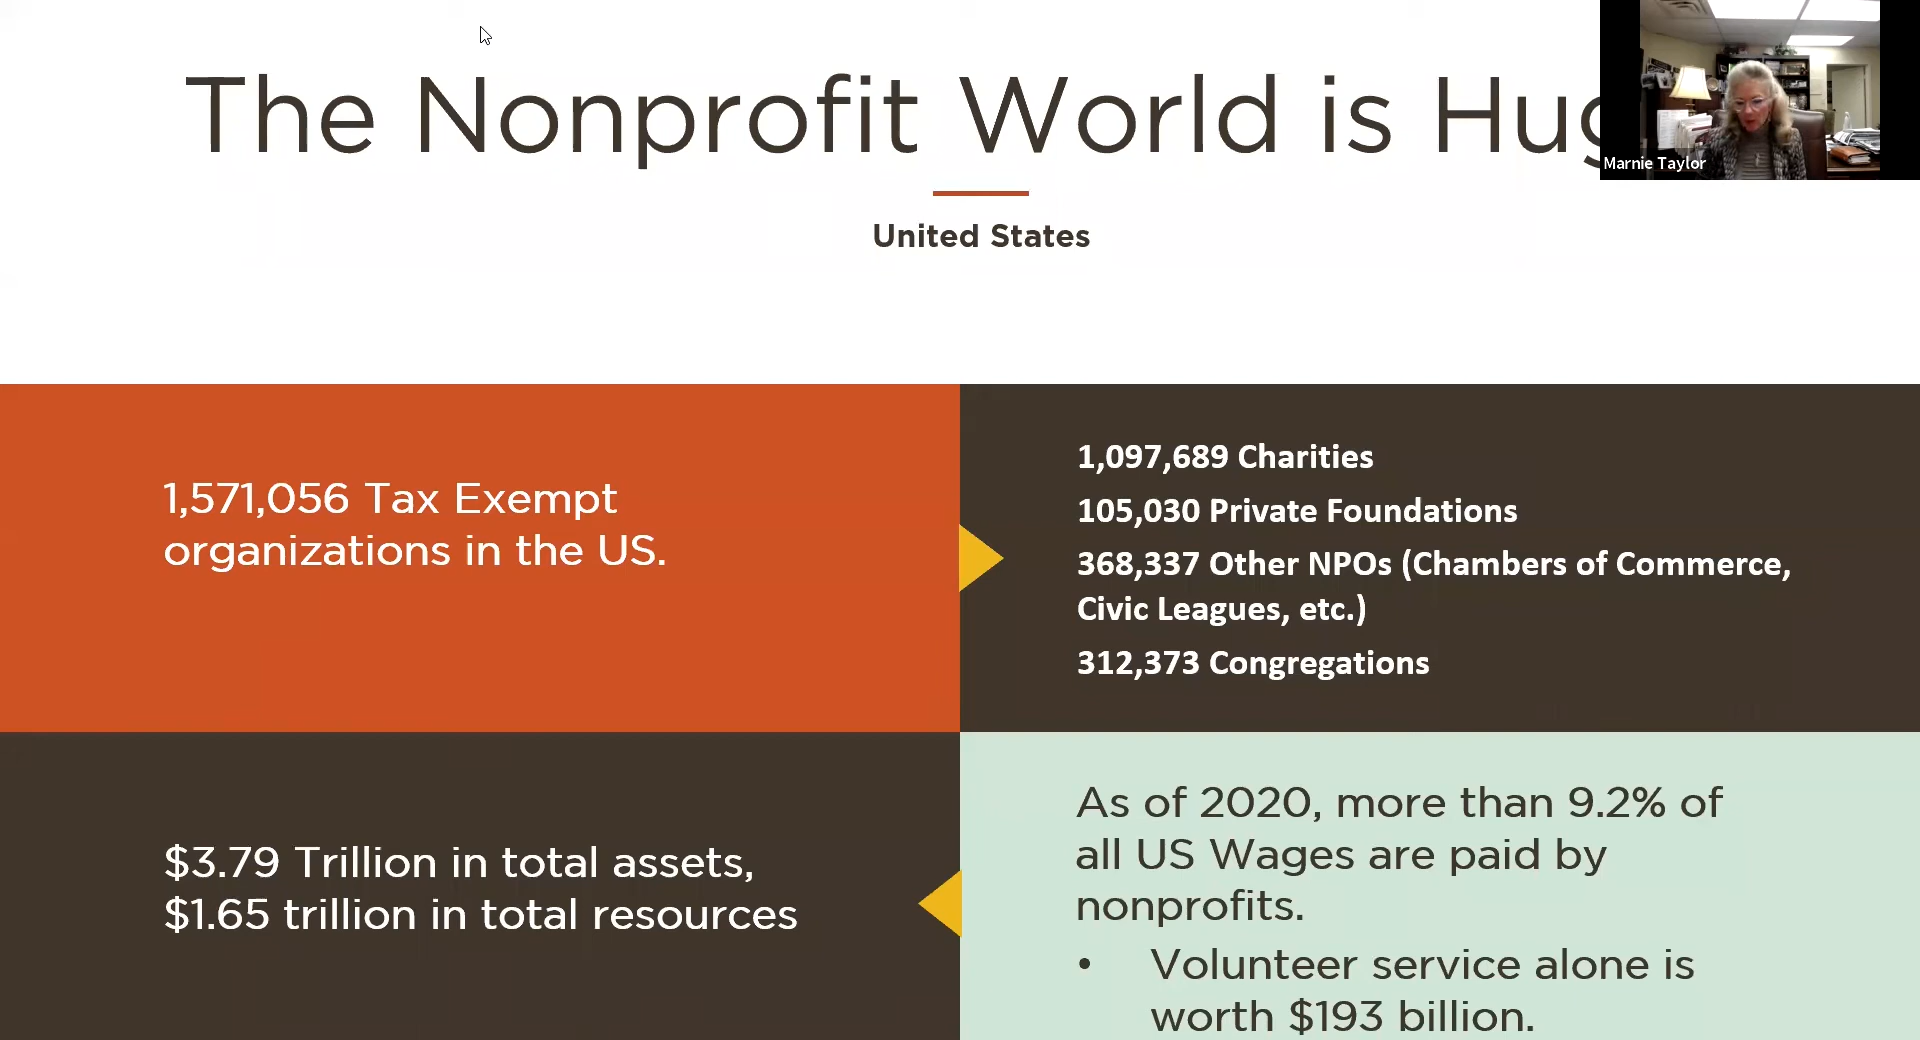 The Nonprofit World is Hug
Marnie Taylor
United States
1,571,056 Tax Exempt
organizations in the US.
1,097,689 Charities
105,030 Private Foundations
368,337 Other NPOs (Chambers of Commerce,
Civic Leagues, etc.)
312,373 Congregations
$3.79 Trillion in total assets,
$1.65 trillion in total resources
As of 2020, more than 9.2% of
all US Wages are paid by
nonprofits.
• Volunteer service alone is
worth $193 billion.